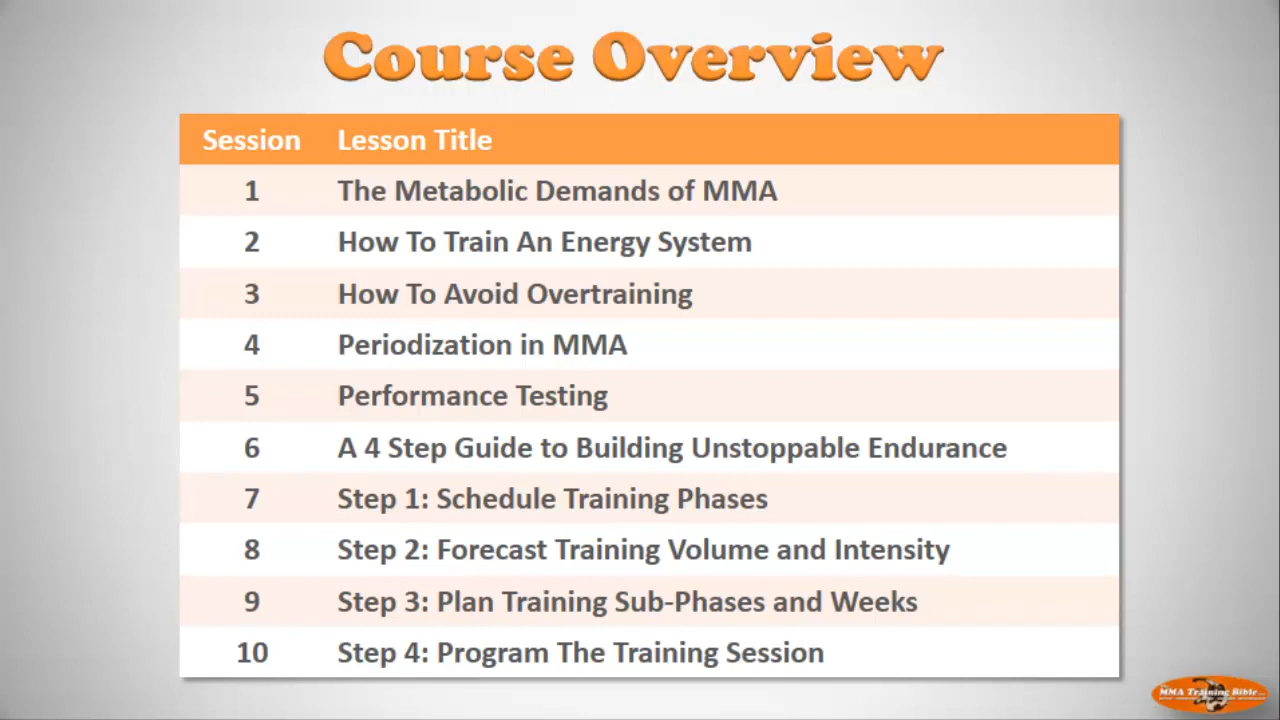 Course Overview
Session Lesson Title
1 The Metabolic Demands of MMA
2 How To Train An Energy System
3 How To Avoid Overtraining
4 Periodization in MMA
5 Performance Testing
6 A 4 Step Guide to Building Unstoppable Endurance
7 Step 1: Schedule Training Phases
8 Step 2: Forecast Training Volume and Intensity
9 Step 3: Plan Training Sub-Phases and Weeks
10 Step 4: Program The Training Session
MMA Training Bible